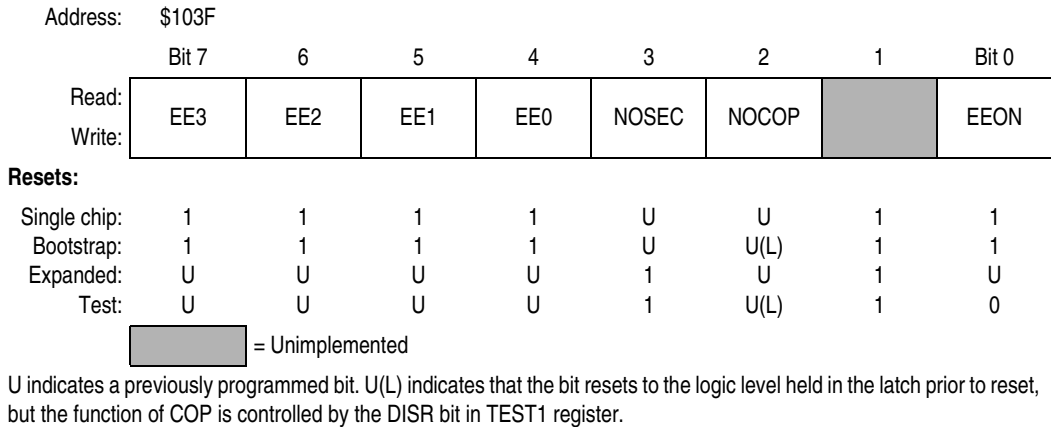 Address: $103F
Bit 7 6 5 4 3 2 1 Bit 0
Read:
Write:
EE3 EE2 EE1 EE0 NOSEC NOCOP EEON
Resets:
Single chip: 1 1 1 1 U U 1 1
Bootstrap: 1 1 1 1 U U(L) 1 1
Expanded: U U U U 1 U 1 U
Test: U U U U 1 U(L) 1 0
= Unimplemented
U indicates a previously programmed bit. U(L) indicates that the bit resets to the logic level held in the latch prior to reset,
but the function of COP is controlled by the DISR bit in TEST1 register.